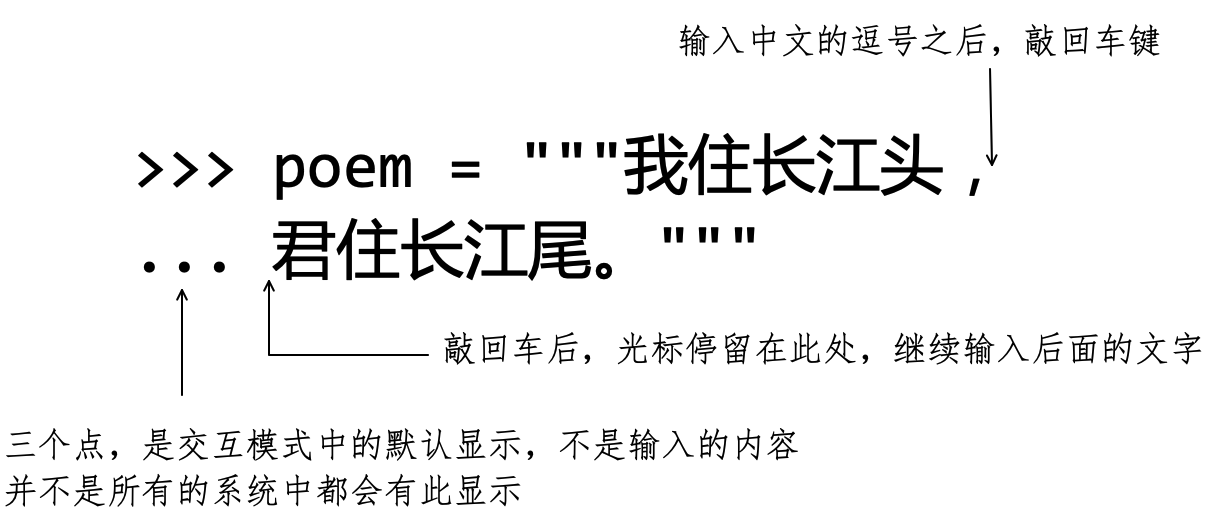 输入中文的逗号之后，敲回车键
>>> poem = """我住长江头，
... 君住长江尾。"""
敲回车后，光标停留在此处，继续输入后面的文字
三个点，是交互模式中的默认显示，不是输入的内容
并不是所有的系统中都会有此显示